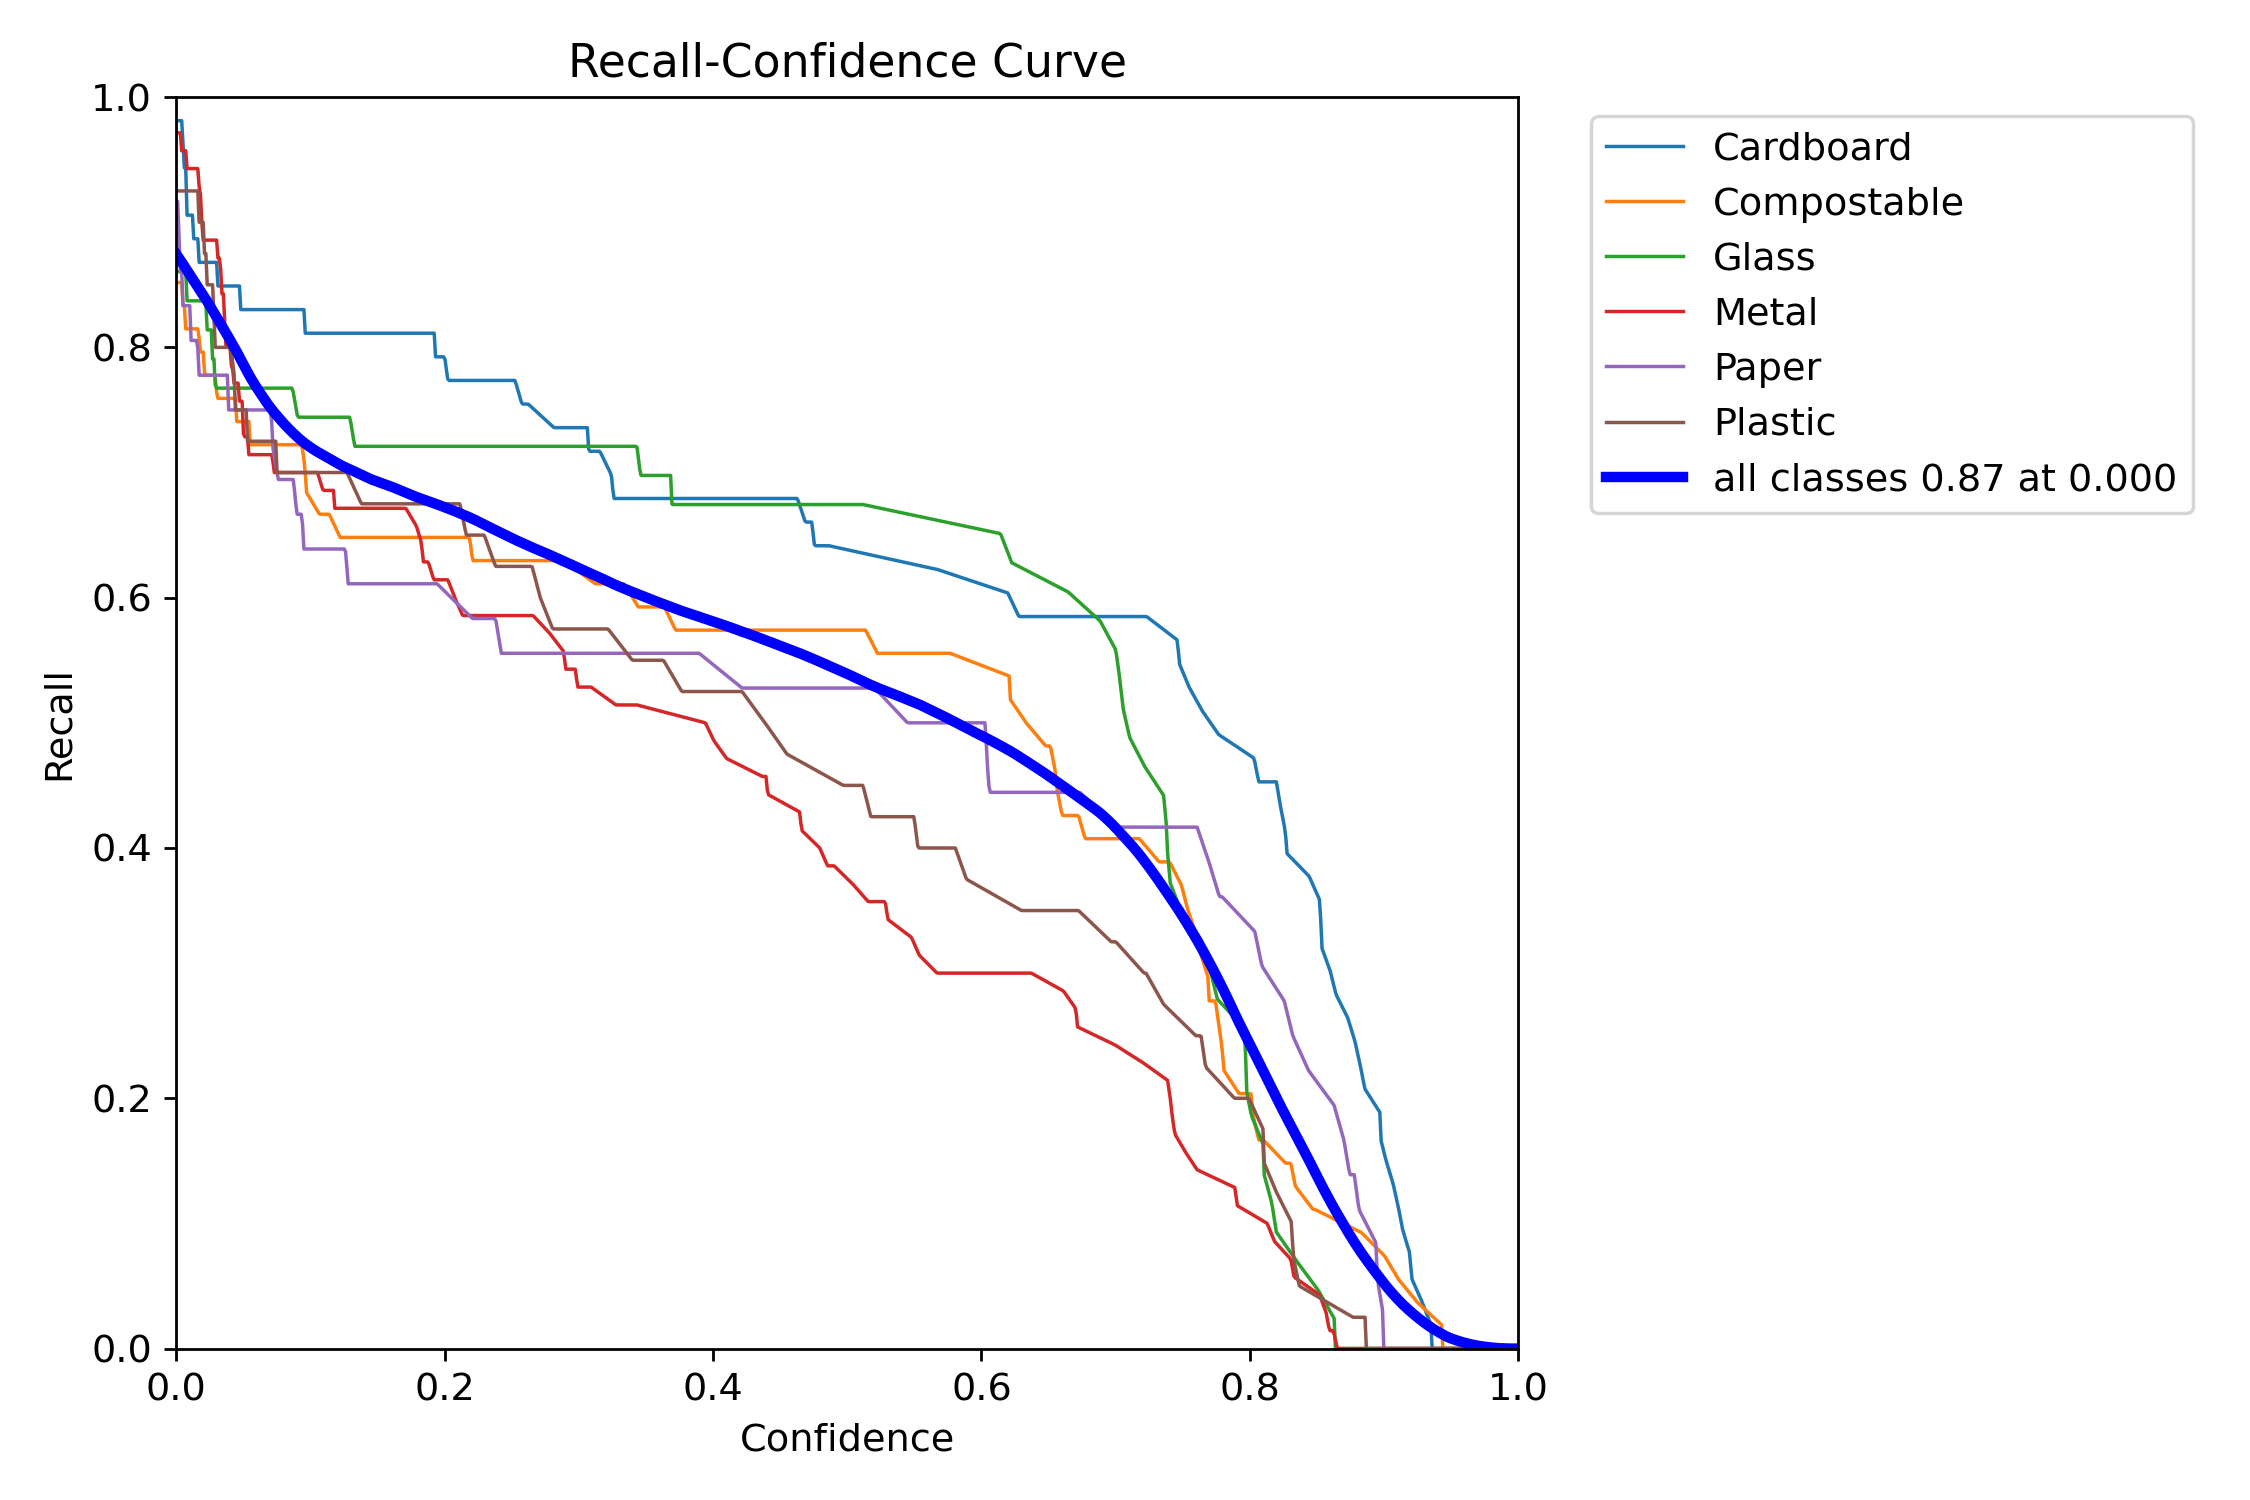 Recall-Confidence Curve
1.0
0.8
0.6
0.4
0.2
0.0
Recall
0.0 0.2 0.4 0.6 0.8 1.0
Confidence
Cardboard
Compostable
Glass
Metal
Paper
Plastic
all classes 0.87 at 0.000